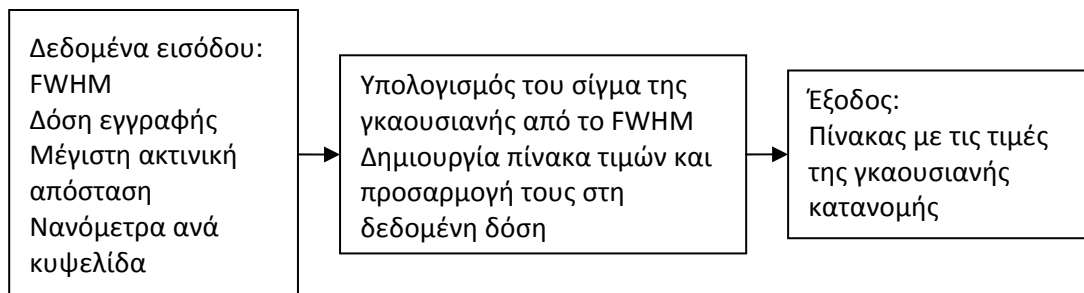 Δεδομένα εισόδου:
FWHM
Δόση εγγραφής
Μέγιστη ακτινική
απόσταση
Νανόμετρα ανά
κυψελίδα
Υπολογισμός του σίγμα της
γκαουσιανής από το FWHM
Δημιουργία πίνακα τιμών και
προσαρμογή τους στη
δεδομένη δόση
Έξοδος:
Πίνακας με τις τιμές
της γκαουσιανής
κατανομής